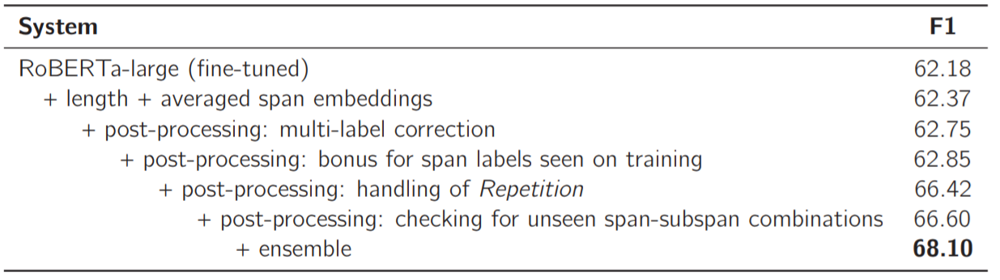 System F1
RoBERTa-large (fine-tuned) 62.18
+ length + averaged span embeddings 62.37
+ post-processing: multi-label correction 62.75
+ post-processing: bonus for span labels seen on training 62.85
+ post-processing: handling of Repetition 66.42
+ post-processing: checking for unseen span-subspan combinations 66.60
+ ensemble 68.10